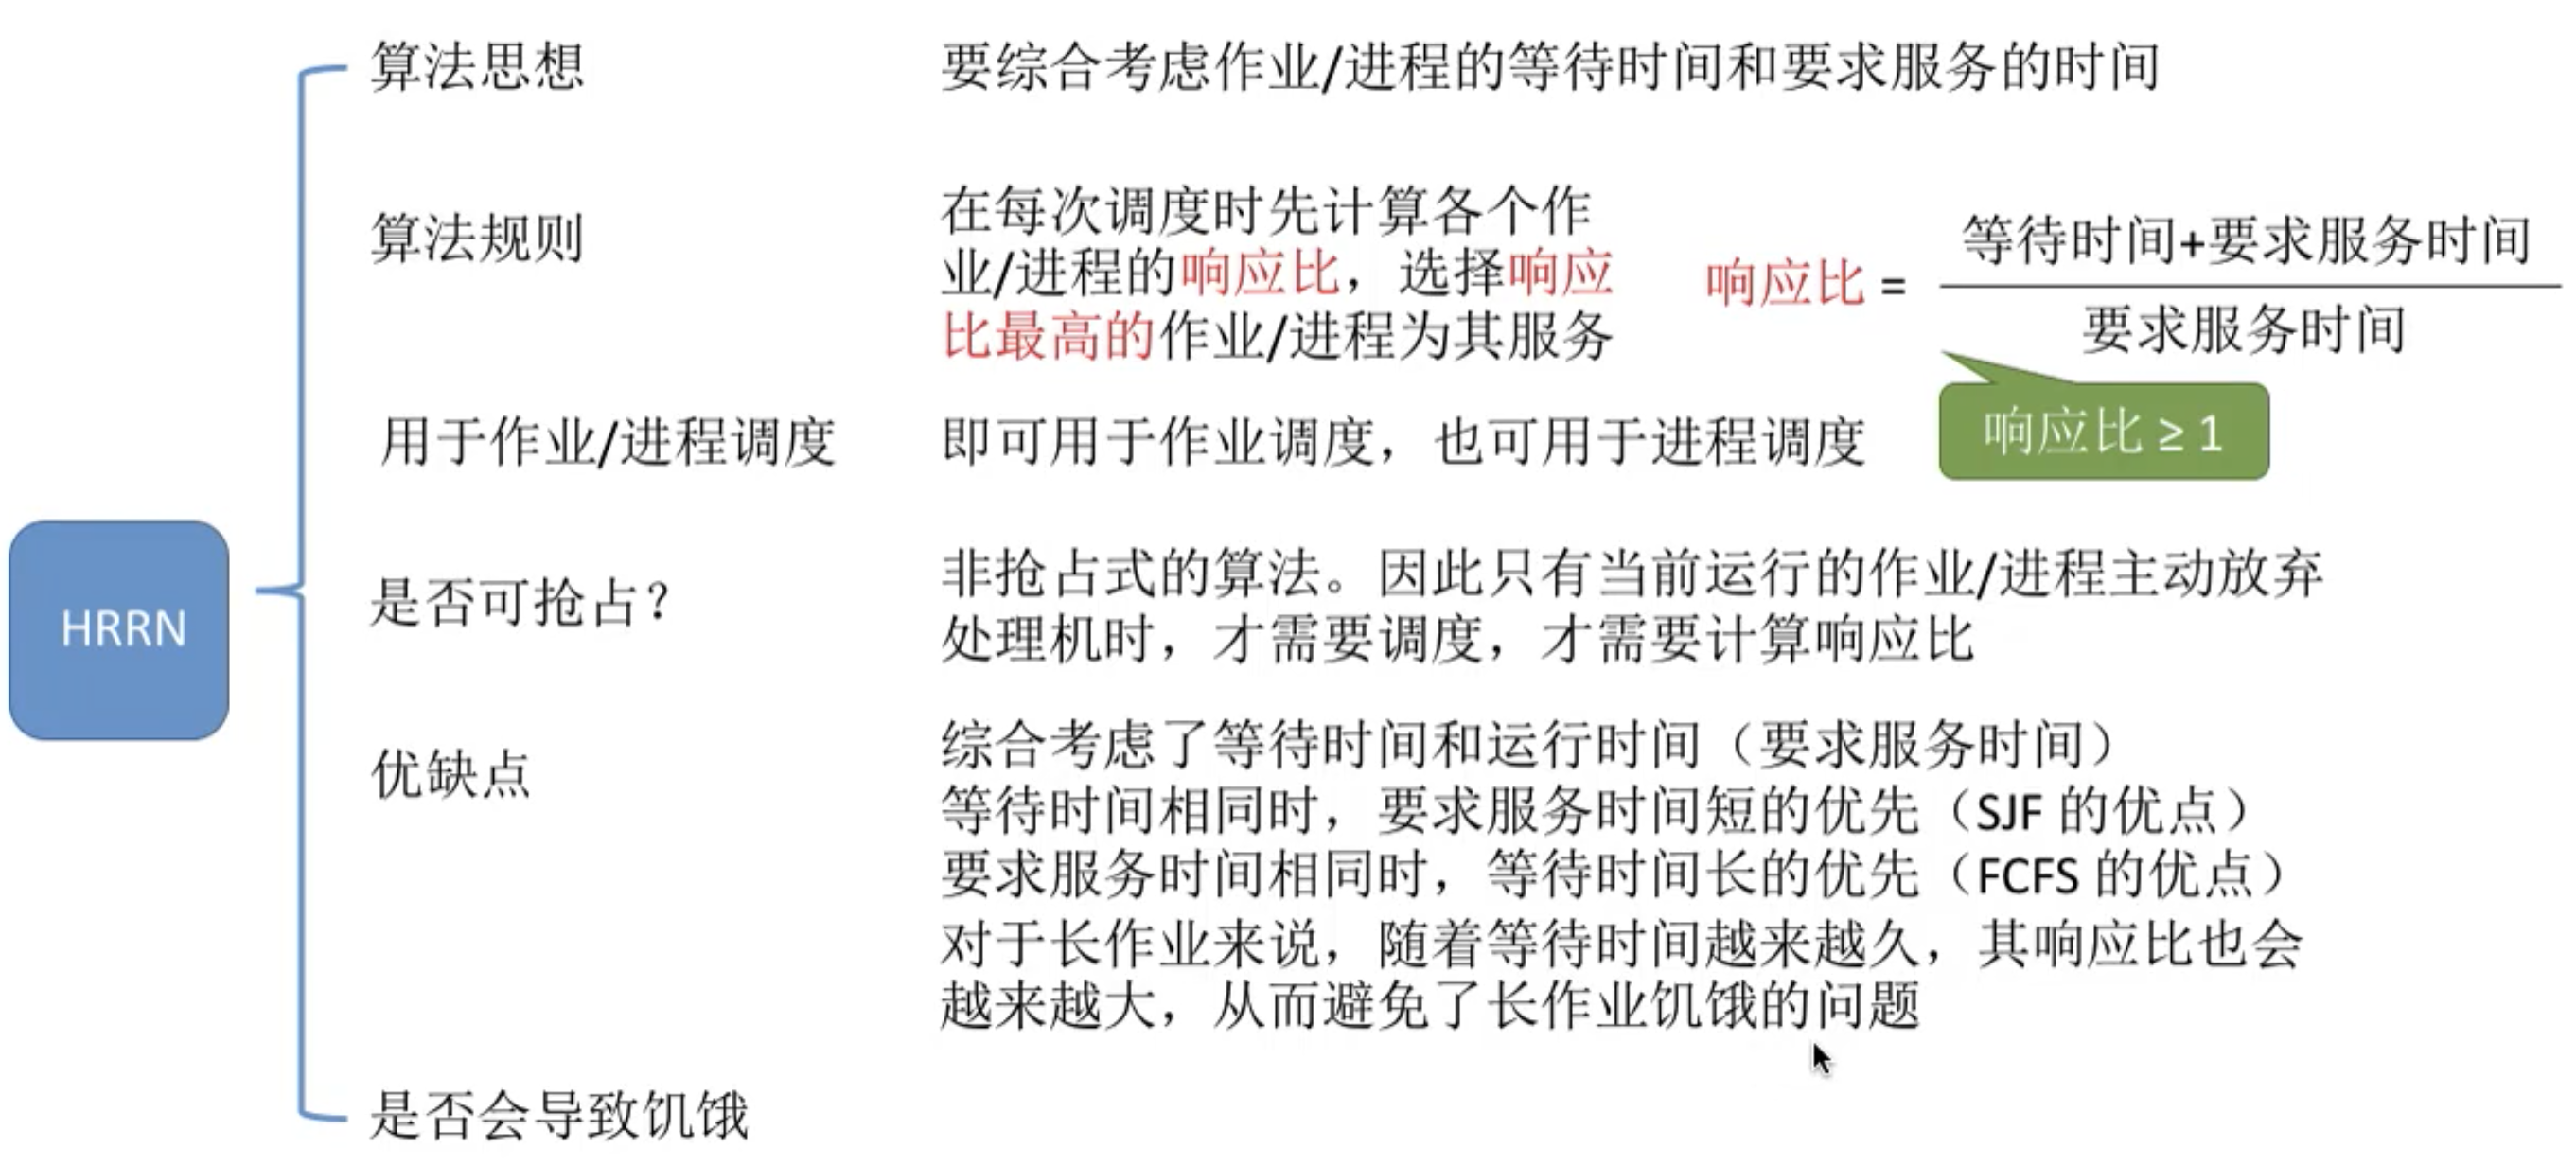 算法思想
要综合考虑作业/进程的等待时间和要求服务的时间
算法规则
在每次调度时先计算各个作
业/进程的响应比，选择响应
比最高的作业/进程为其服务
响应比 =
等待时间+要求服务时间
要求服务时间
响应比 ≥ 1
用于作业/进程调度
即可用于作业调度，也可用于进程调度
HRRN
是否可抢占？
非抢占式的算法。因此只有当前运行的作业/进程主动放弃
处理机时，才需要调度，才需要计算响应比
优缺点
综合考虑了等待时间和运行时间（要求服务时间）
等待时间相同时，要求服务时间短的优先（SJF 的优点）
要求服务时间相同时，等待时间长的优先（FCFS 的优点）
对于长作业来说，随着等待时间越来越久，其响应比也会
越来越大，从而避免了长作业饥饿的问题
是否会导致饥饿